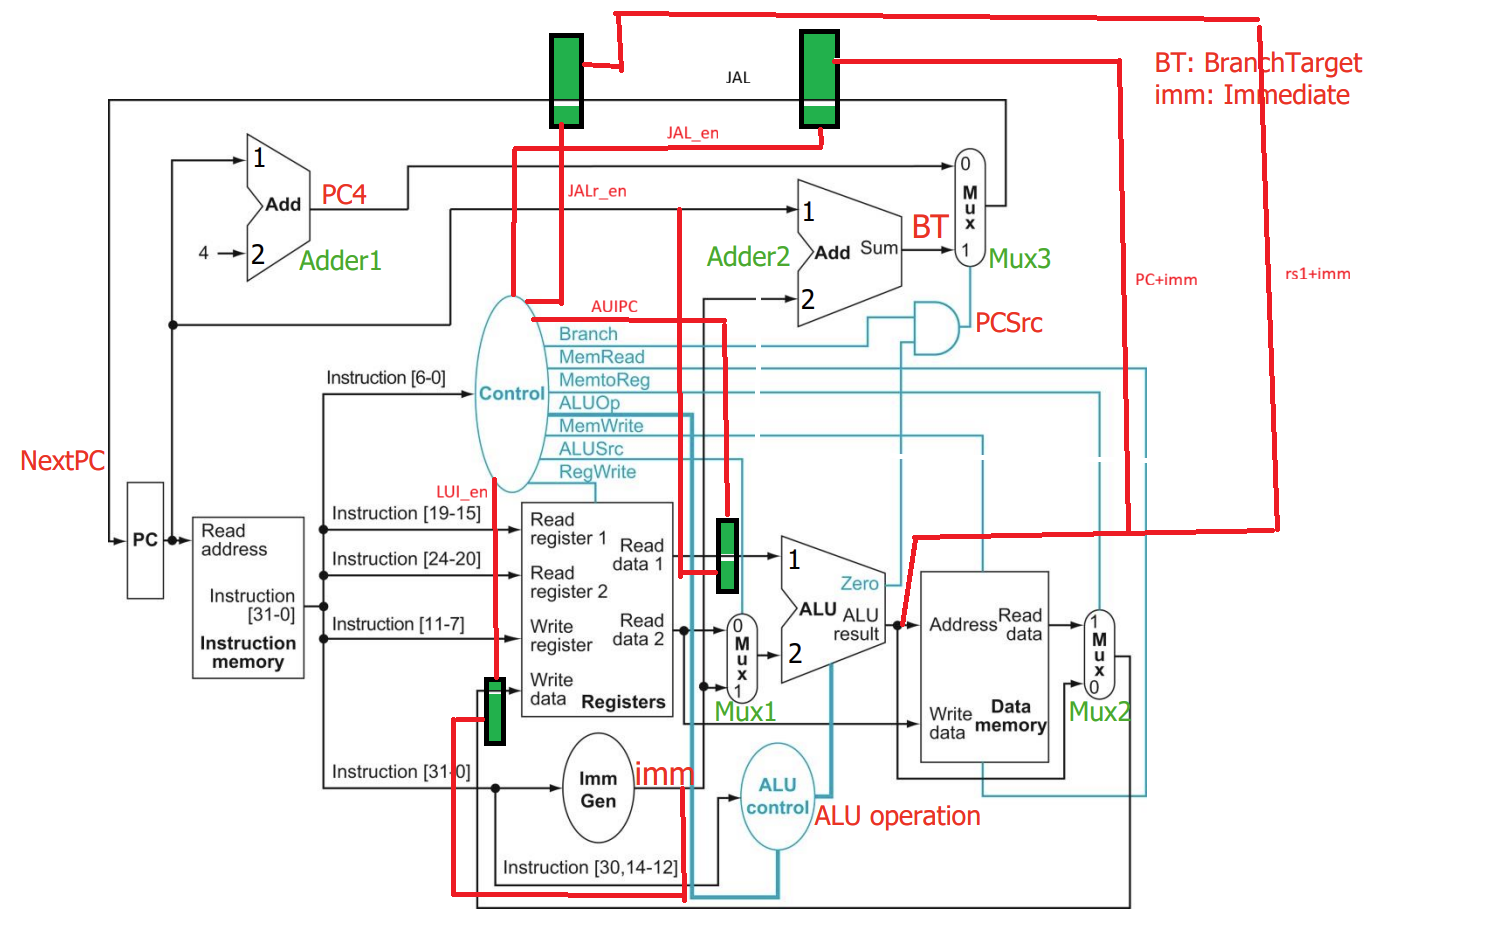 JAL
BT: BranchTarget
imm: Immediate
JAL_en
1
PC4
Add
4
2
Adder1
JALr_en
1
BT
Adder2
Add
Sum
2
0
M
u
x
1
Mux3
PC+imm
rs1+imm
AUIPC
PCSrc
Branch
MemRead
MemtoReg
ALUOp
MemWrite
ALUSrc
RegWrite
Control
Instruction [6-0]
NextPC
LUI_en
PC
Read
address
Instruction
[31-0]
Instruction
memory
Instruction [19-15]
Instruction [24-20]
Instruction [11-7]
Instruction [31-0]
Read
register 1
Read
data 1
Read
register 2
Write
register
Read
data 2
Write
data
Registers
0
M
u
x
1
Mux1
1
Zero
ALU
ALU
result
2
Address
Read
data
Write
data
Data
memory
1
M
u
x
0
Mux2
Imm
Gen
imm
ALU
control
ALU operation
Instruction [30,14-12]